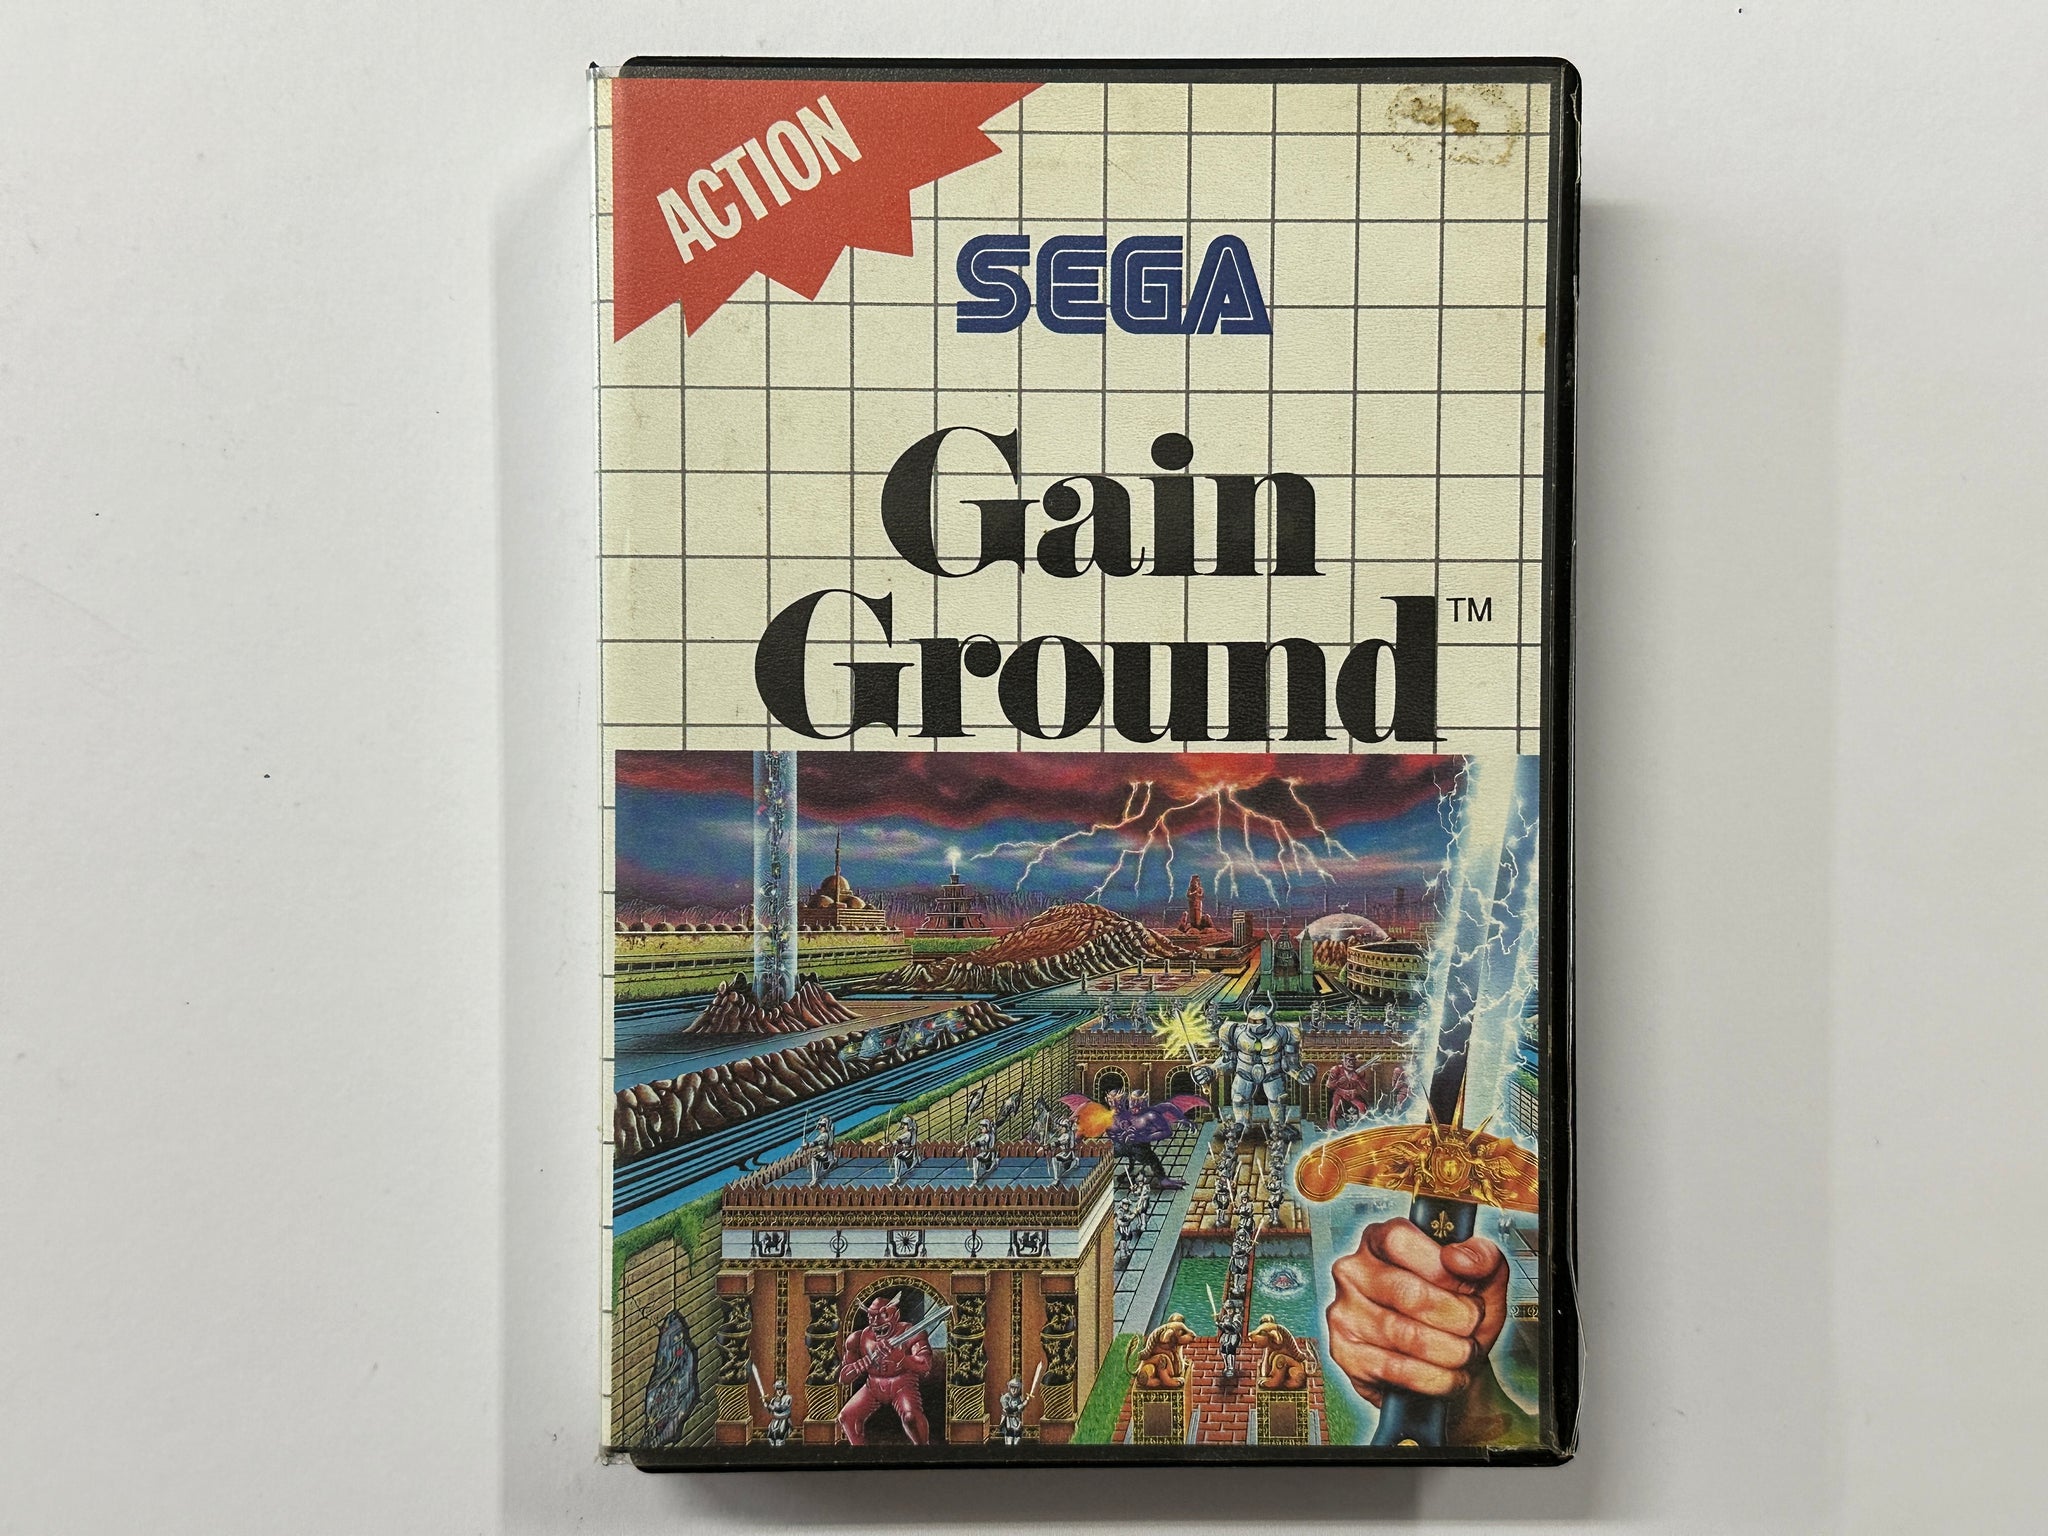 ACTION
SEGA
Gain
Ground™